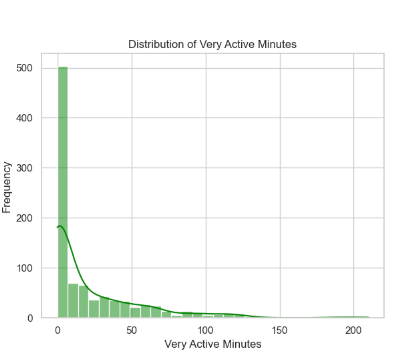 Distribution of Very Active Minutes
500
400
300
200
100
0
Frequency
0 50 100 150 200
Very Active Minutes